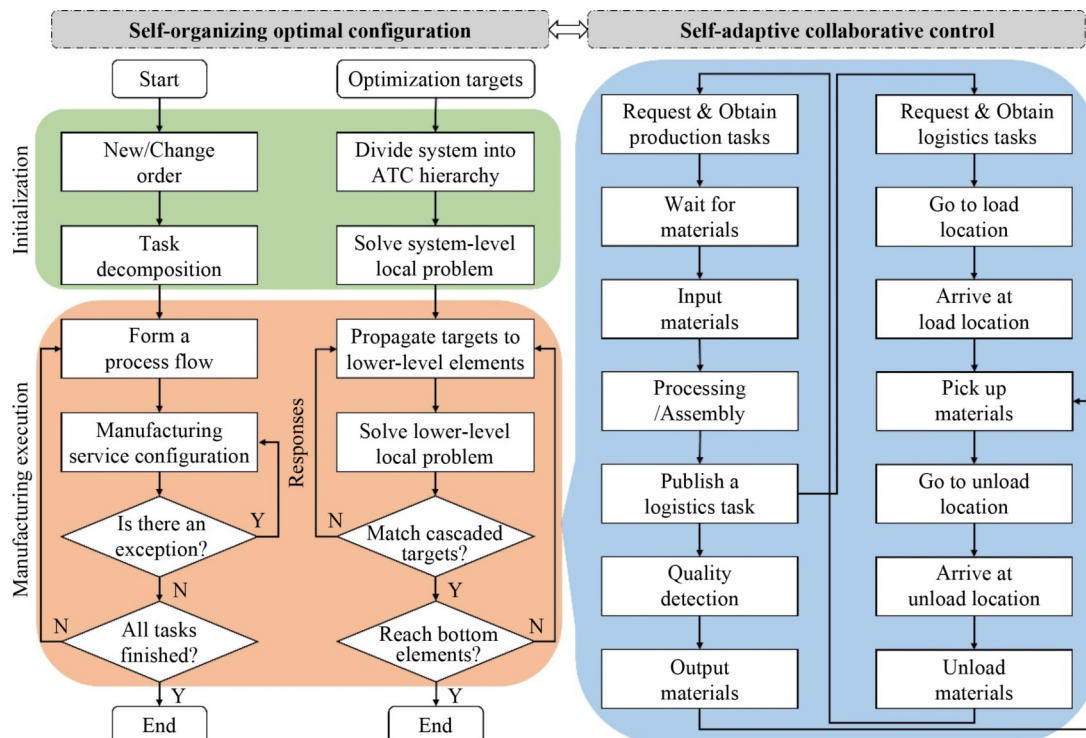 Self-organizing optimal configuration
Self-adaptive collaborative control
Start
Optimization targets
Initialization
New/Change
order
Task
decomposition
Divide system into
ATC hierarchy
Solve system-level
local problem
Manufacturing execution
Form a
process flow
Manufacturing
service configuration
Is there an
exception?
Y
N
All tasks
finished?
N
Y
End
Responses
Propagate targets to
lower-level elements
Solve lower-level
local problem
Match cascaded
targets?
N
Y
Reach bottom
elements?
N
Y
End
Request & Obtain
production tasks
Wait for
materials
Input
materials
Processing
/Assembly
Publish a
logistics task
Quality
detection
Output
materials
Request & Obtain
logistics tasks
Go to load
location
Arrive at
load location
Pick up
materials
Go to unload
location
Arrive at
unload location
Unload
materials